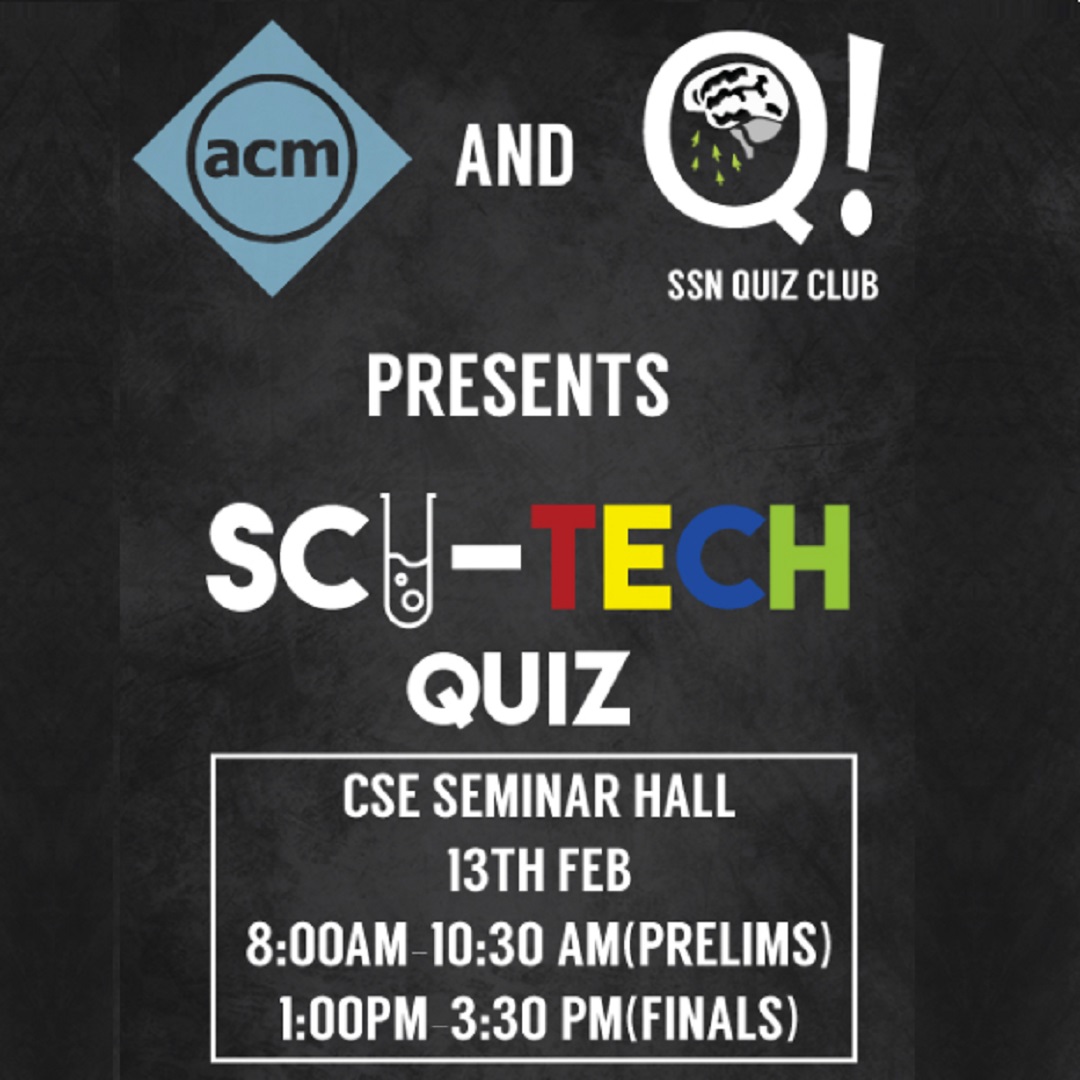 acm
AND
Q!
SSN QUIZ CLUB
PRESENTS
SCI-TECH
QUIZ
CSE SEMINAR HALL
13TH FEB
8:00AM-10:30 AM(PRELIMS)
1:00PM-3:30 PM(FINALS)